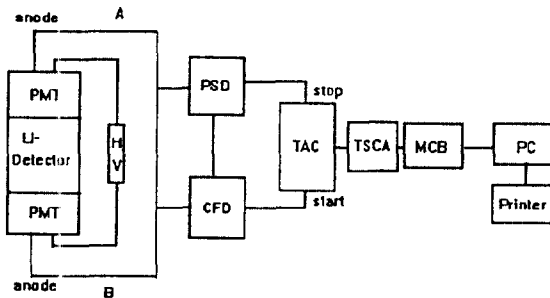 A
anode
PMT
PSD
stop
LI-
Detector
H
V
TAC
TSCA
MCB
PC
PMT
CFD
start
Printer
anode
B